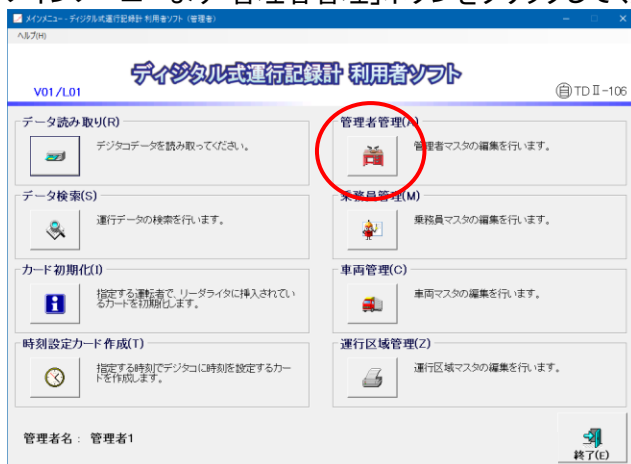 メインメニュー - ディジタル式運行記録計 利用者ソフト (管理者)
ヘルプ(H)
ディジタル式運行記録計 利用者ソフト
V01/L01
自 TDⅡ-106
データ読み取り(R)
デジタコデータを読み取ってください。
管理者管理(A)
管理者マスタの編集を行います。
データ検索(S)
運行データの検索を行います。
乗務員管理(M)
乗務員マスタの編集を行います。
カード初期化(I)
指定する運転者で、リーダライタに挿入されてい
るカードを初期化します。
車両管理(C)
車両マスタの編集を行います。
時刻設定カード作成(T)
指定する時刻でデジタコに時刻を設定するカー
ドを作成します。
運行区域管理(Z)
運行区域マスタの編集を行います。
管理者名 : 管理者1
終了(E)